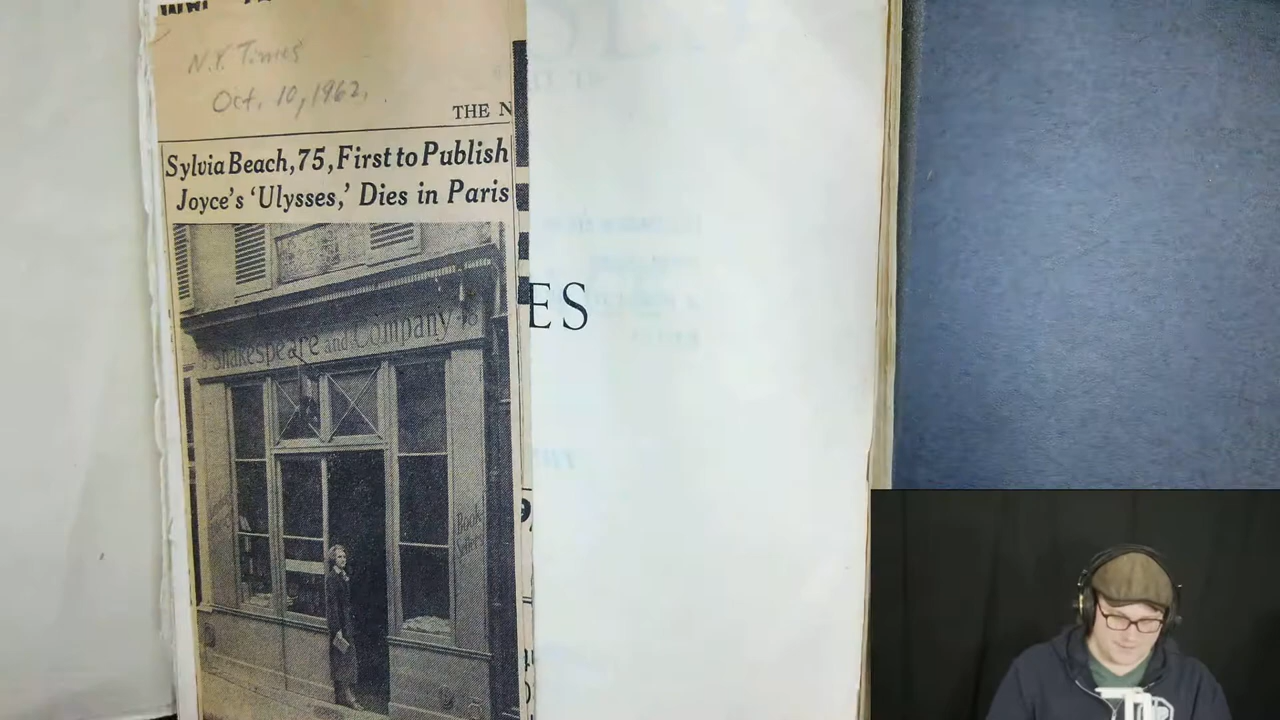 N.Y. Times
Oct. 10, 1962.
THE N
Sylvia Beach, 75, First to Publish
Joyce's 'Ulysses,' Dies in Paris
Shakespeare and Company
ES
Book